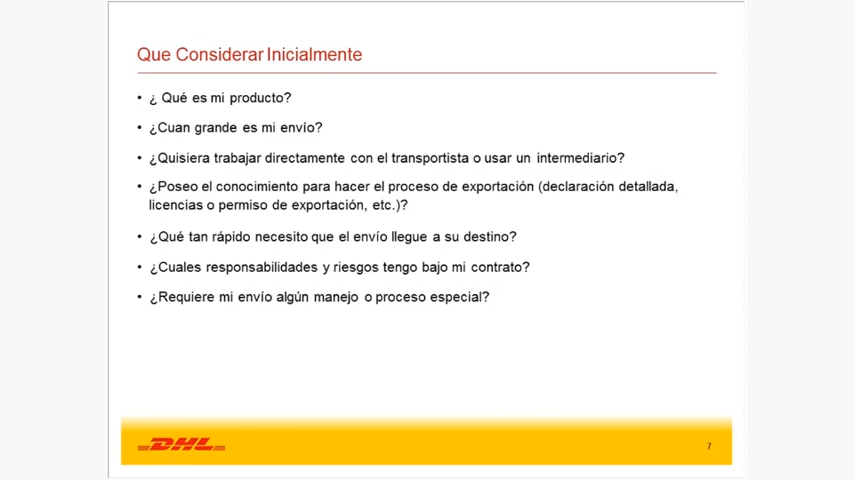 Que Considerar Inicialmente
• ¿ Qué es mi producto?
• ¿Cuan grande es mi envío?
• ¿Quisiera trabajar directamente con el transportista o usar un intermediario?
• ¿Poseo el conocimiento para hacer el proceso de exportación (declaración detallada,
licencias o permiso de exportación, etc.)?
• ¿Qué tan rápido necesito que el envío llegue a su destino?
• ¿Cuales responsabilidades y riesgos tengo bajo mi contrato?
• ¿Requiere mi envío algún manejo o proceso especial?
DHL
7